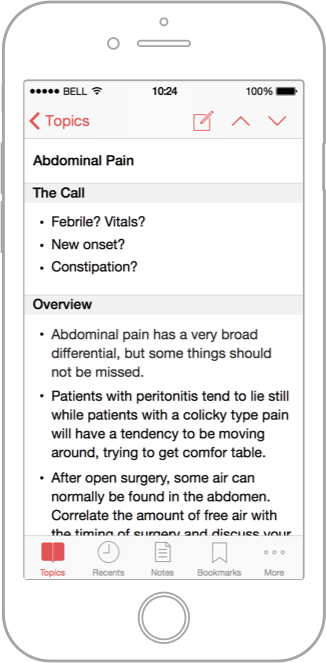 BELL 10:24 100%
Topics
Abdominal Pain
The Call
• Febrile? Vitals?
• New onset?
• Constipation?
Overview
• Abdominal pain has a very broad
differential, but some things should
not be missed.
• Patients with peritonitis tend to lie still
while patients with a colicky type pain
will have a tendency to be moving
around, trying to get comfor table.
• After open surgery, some air can
normally be found in the abdomen.
Correlate the amount of free air with
the timing of surgery and discuss your
Topics Recents Notes Bookmarks More